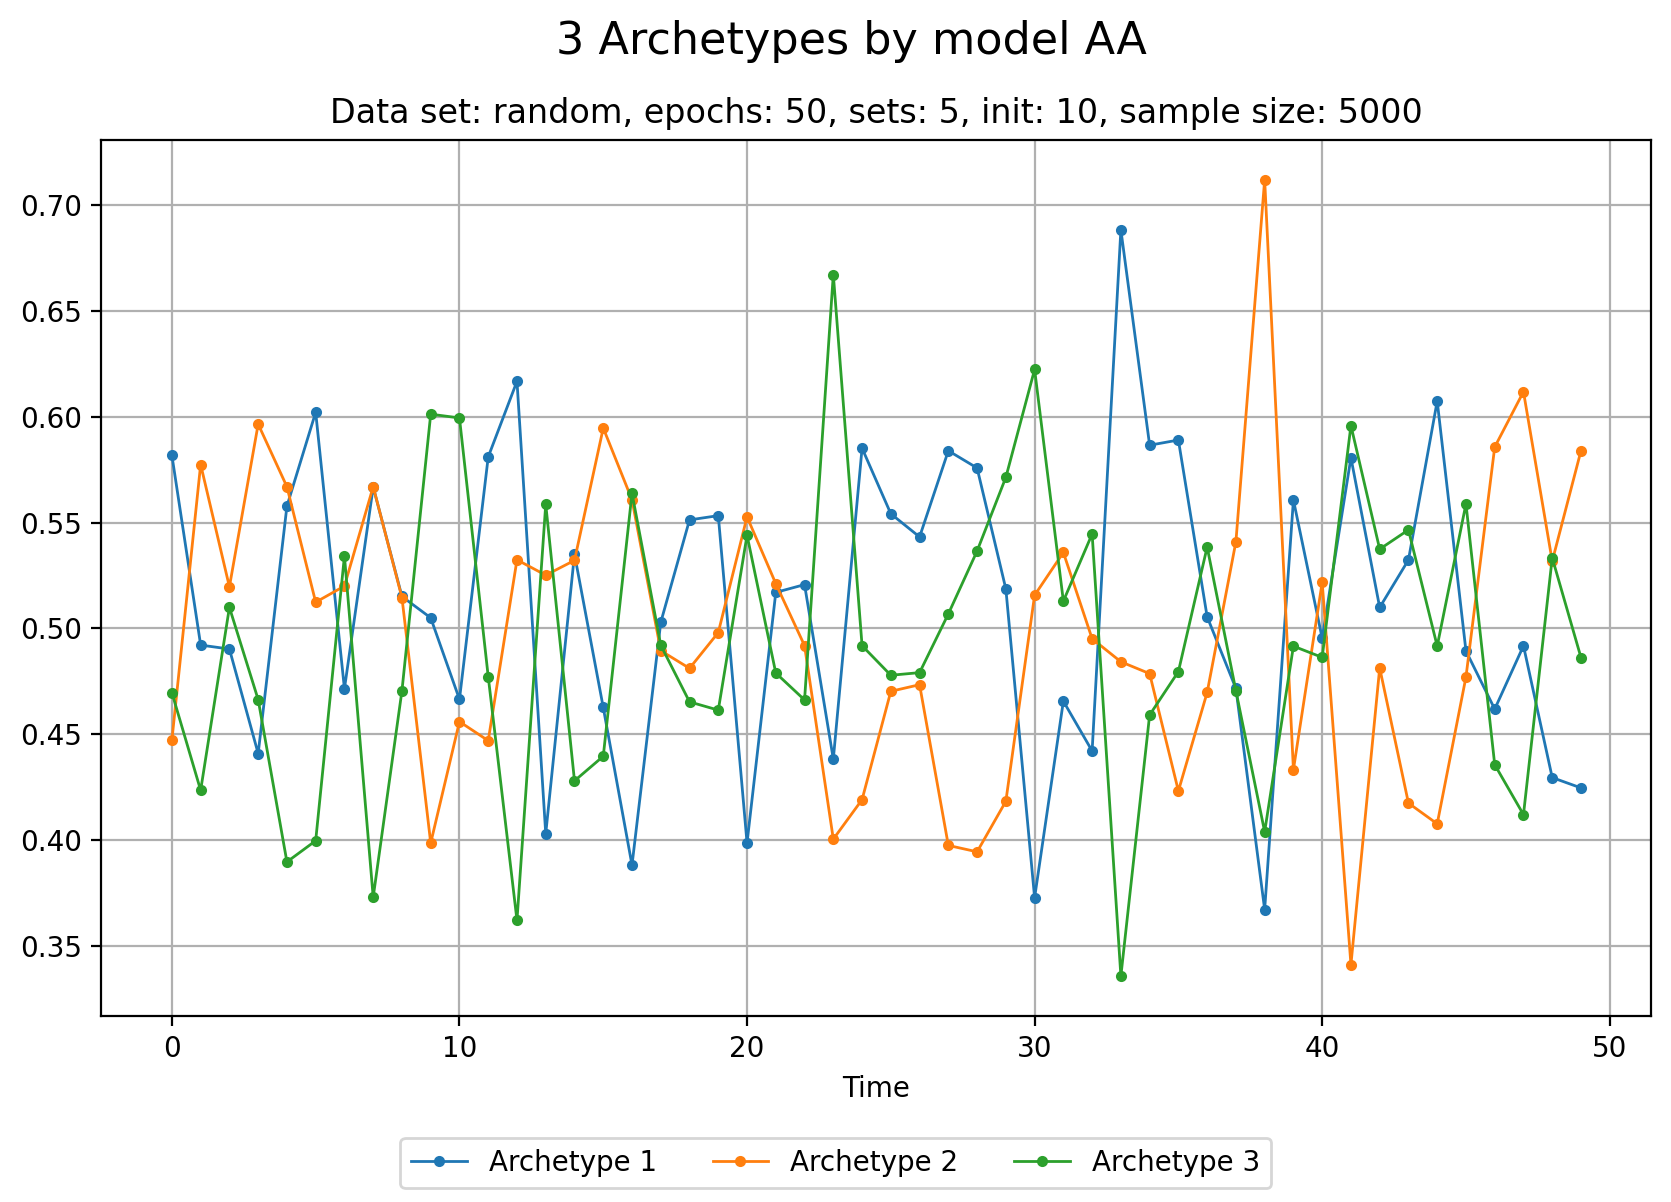 3 Archetypes by model AA
Data set: random, epochs: 50, sets: 5, init: 10, sample size: 5000
0.70
0.65
0.60
0.55
0.50
0.45
0.40
0.35
0 10 20 30 40 50
Time
Archetype 1 Archetype 2 Archetype 3